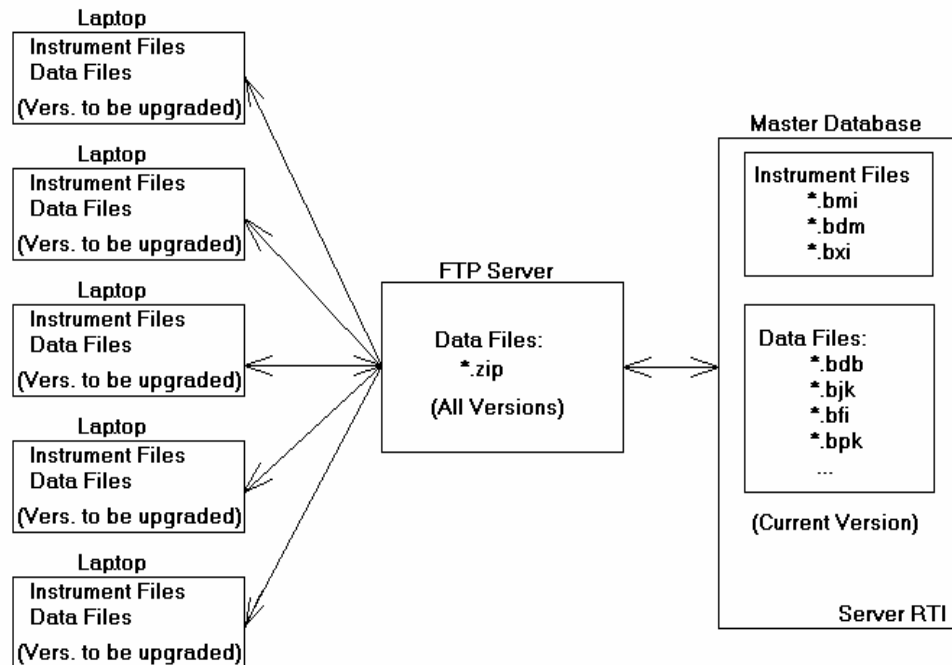 Laptop
Instrument Files
Data Files
(Vers. to be upgraded)
Laptop
Instrument Files
Data Files
(Vers. to be upgraded)
Laptop
Instrument Files
Data Files
(Vers. to be upgraded)
Laptop
Instrument Files
Data Files
(Vers. to be upgraded)
Laptop
Instrument Files
Data Files
(Vers. to be upgraded)
FTP Server
Data Files:
*.zip
(All Versions)
Master Database
Instrument Files
*.bmi
*.bdm
*.bxi
Data Files:
*.bdb
*.bjk
*.bfi
*.bpk
...
(Current Version)
Server RTI